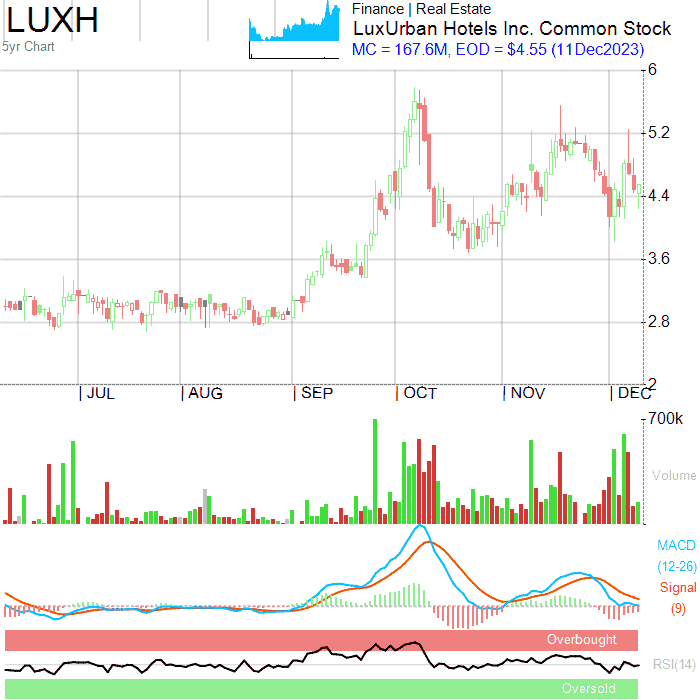 LUXH
5yr Chart
Finance | Real Estate
LuxUrban Hotels Inc. Common Stock
MC = 167.6M, EOD = $4.55 (11Dec2023)
6
5.2
4.4
3.6
2.8
2
| JUL | AUG | SEP | OCT | NOV | DEC
700k
Volume
MACD
(12-26)
Signal
(9)
Overbought
RSI(14)
Oversold